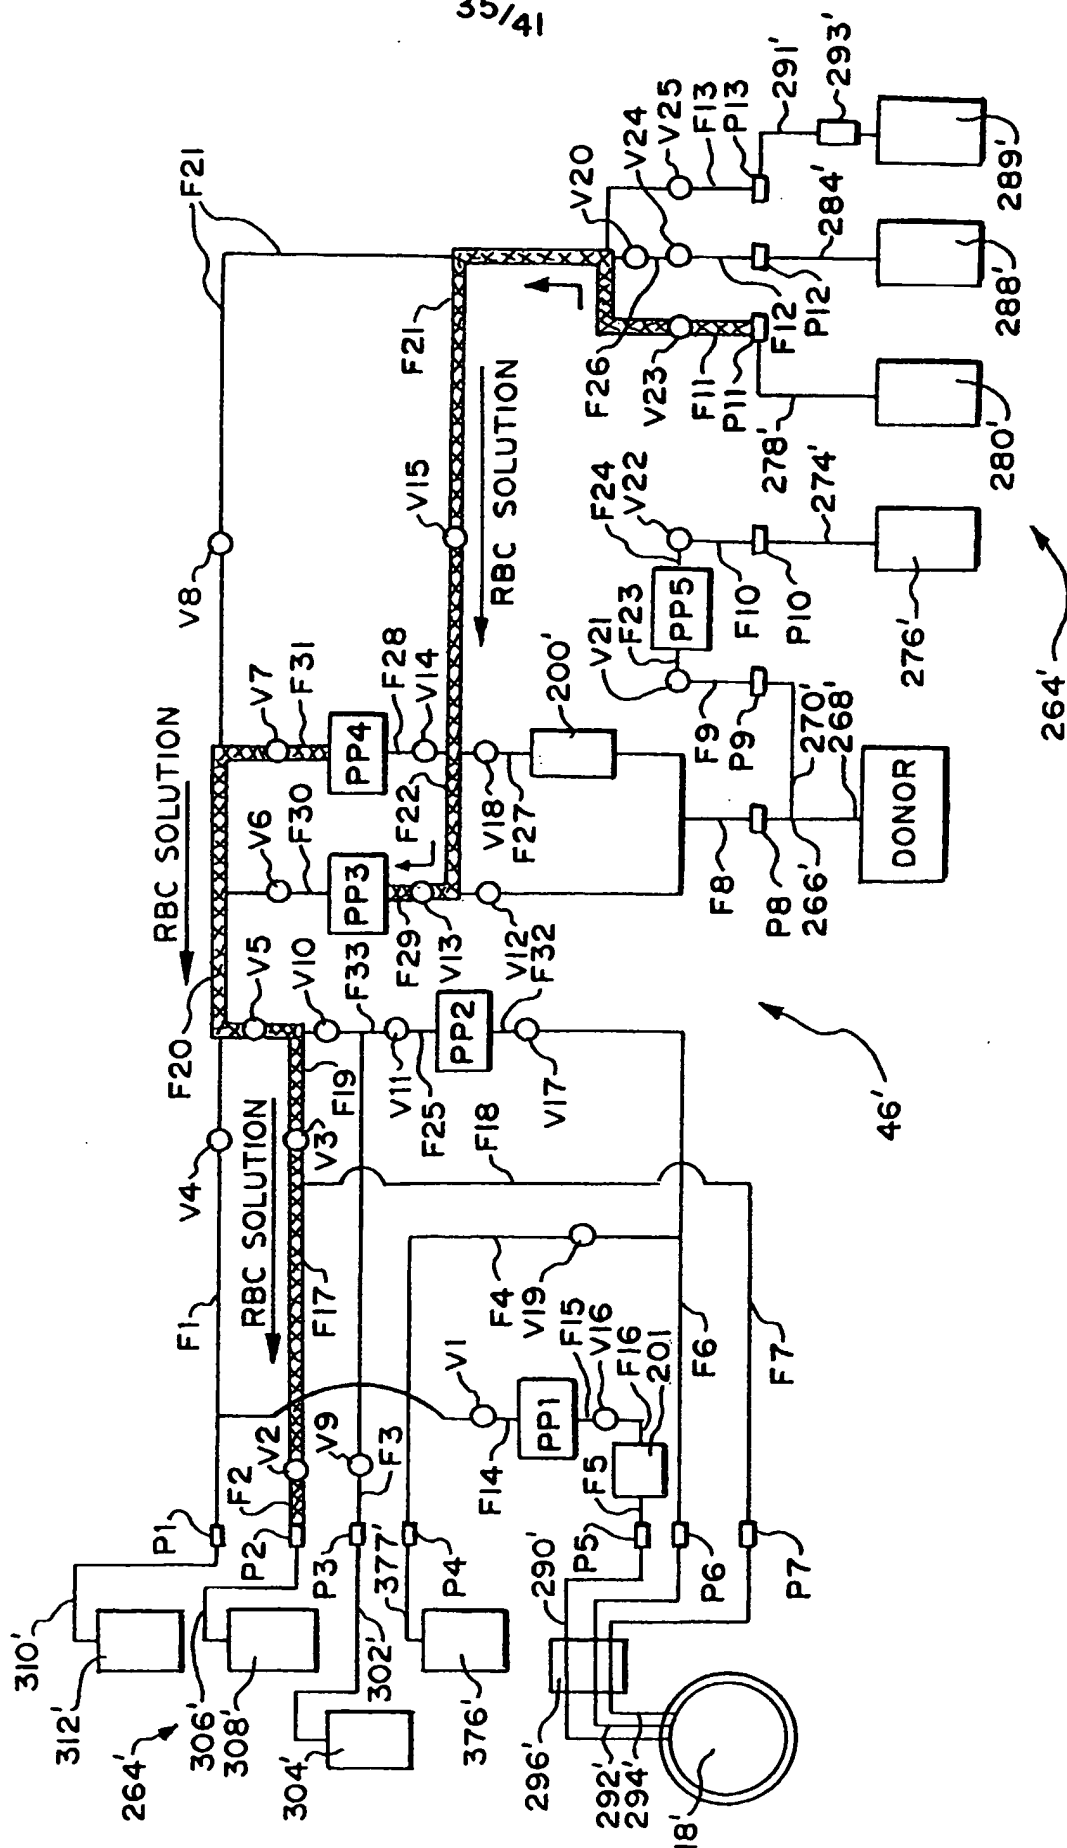 35/41
F21
V8
V7
F31
PP4
F28
V14
RBC SOLUTION
V6
F30
PP3
F29
V13
F22
F20
V5
V10
F33
V11
F25
PP2
F32
V17
V12
F19
V3
V4
F1
RBC SOLUTION
F17
F18
F21
V15
RBC SOLUTION
V18
F27
200'
F8
P8
266'
268'
270'
DONOR
V21
F23
PP5
F24
V22
F9
P9
F10
P10
274'
276'
V20
V24
V25
F13
P13
291'
293'
289'
F26
V23
F11
P11
F12
P12
284'
288'
278'
280'
264'
46'
F4
V19
V1
F14
PP1
F15
V16
F16
201
F5
F6
F7
V2
F2
V9
F3
P1
P2
P3
P4
P5
P6
P7
310'
312'
264'
306'
308'
304'
302'
377'
376'
290'
296'
292'
294'
18'